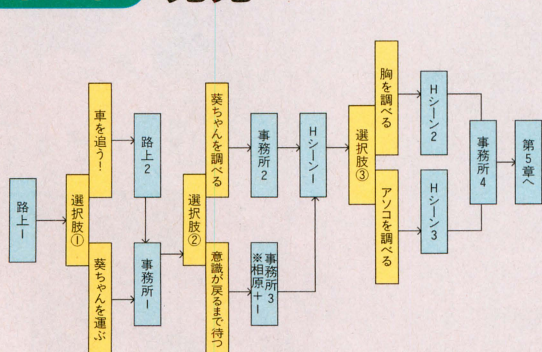 路上1
選択肢①
車を追う!
葵ちゃんを運ぶ
路上2
事務所1
選択肢②
葵ちゃんを調べる
意識が戻るまで待つ
事務所2
事務所3
※相原+1
Hシーン1
選択肢③
胸を調べる
アソコを調べる
Hシーン2
Hシーン3
事務所4
第5章へ